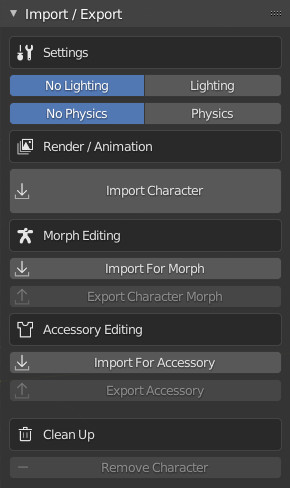 Import / Export
Settings
No Lighting Lighting
No Physics Physics
Render / Animation
Import Character
Morph Editing
Import For Morph
Export Character Morph
Accessory Editing
Import For Accessory
Export Accessory
Clean Up
Remove Character